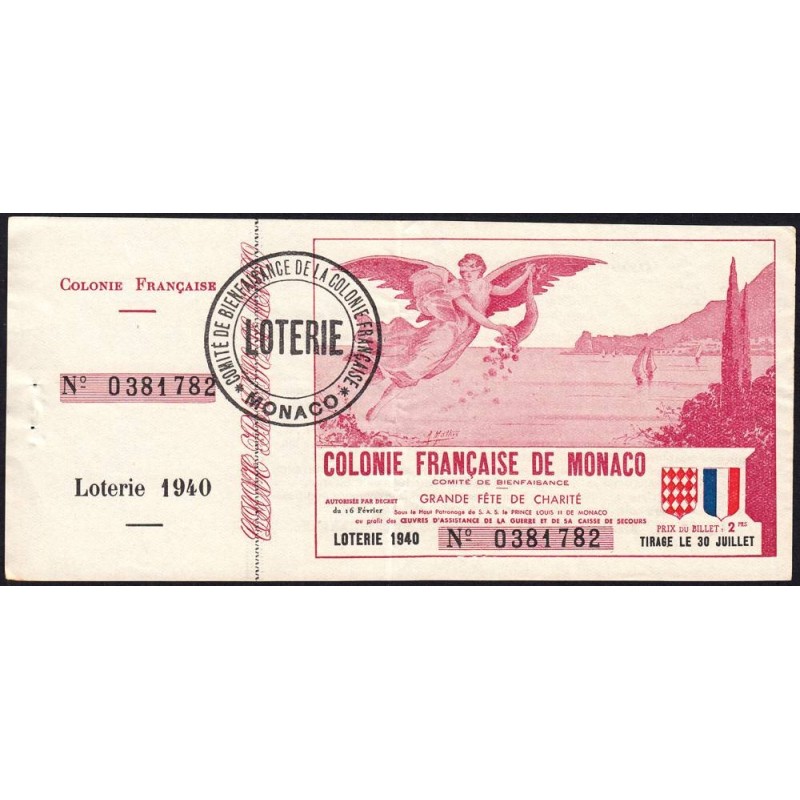 COLONIE FRANÇAISE
Nº 0381782
Loterie 1940
COMITÉ DE BIENFAISANCE DE LA COLONIE FRANÇAISE
LOTERIE
* MONACO *
COLONIE FRANÇAISE DE MONACO
COMITÉ DE BIENFAISANCE
AUTORISÉE PAR DECRET
du 16 Février
GRANDE FÊTE DE CHARITÉ
Sous le Haut Patronage de S. A. S. le PRINCE LOUIS II DE MONACO
au profit des ŒUVRES D'ASSISTANCE DE LA GUERRE ET DE SA CAISSE DE SECOURS
LOTERIE 1940 Nº 0381782
PRIX DU BILLET : 2 FRS
TIRAGE LE 30 JUILLET